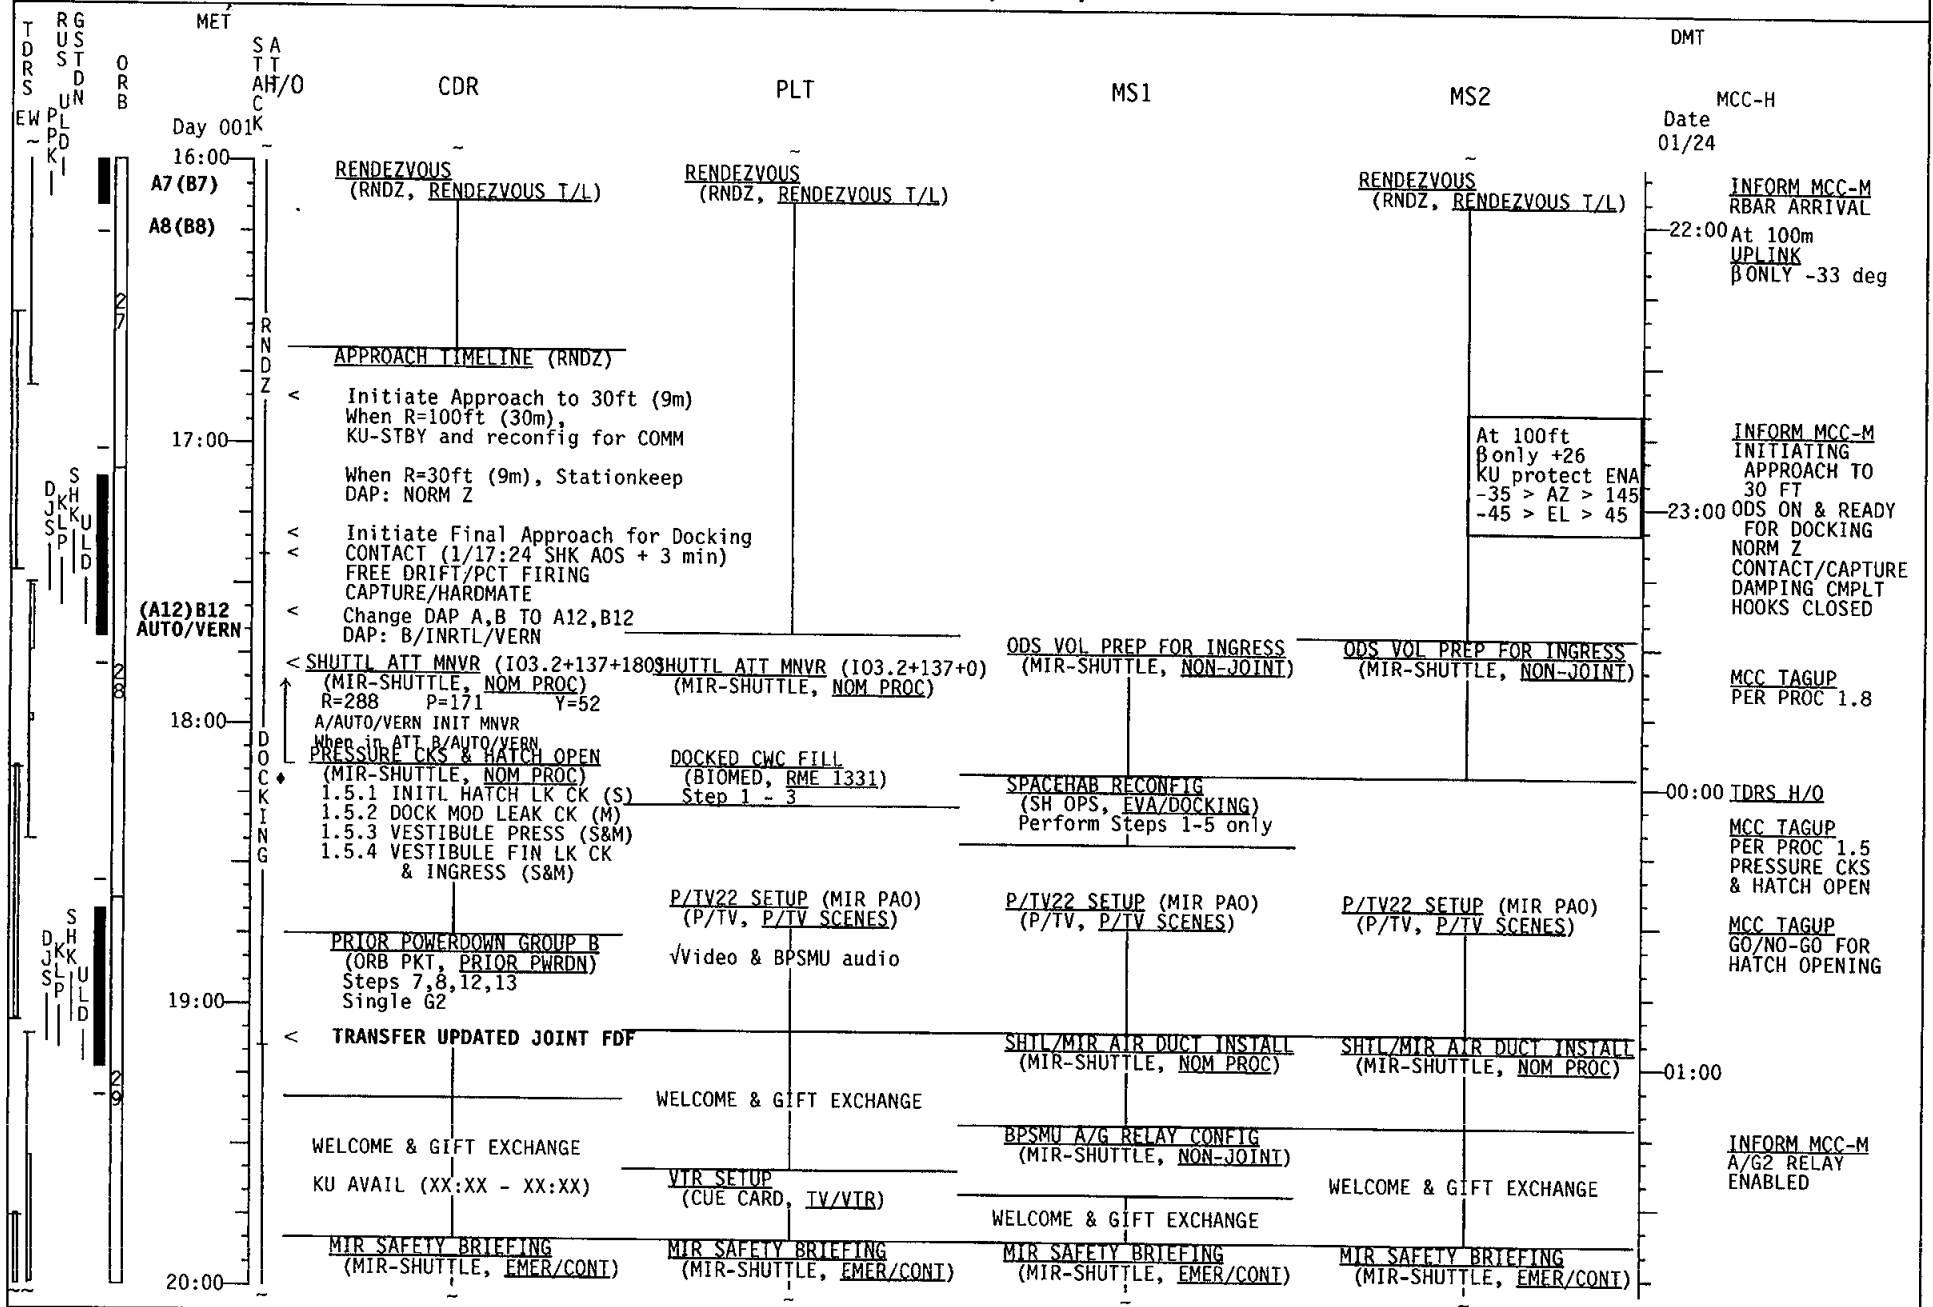 MET
DMT
TDRS
EW
RUS
PPK
GSTDN
ULD
ORB
STACK
ATT
H/O
CDR
PLT
MS1
MS2
MCC-H
Day 001
Date
01/24
16:00
A7(B7)
A8(B8)
17:00
(A12)B12
AUTO/VERN
18:00
19:00
20:00
27
28
29
DJS
KLP
SHK
ULD
DJS
KLP
SHK
ULD
RNDZ
DOCKING
RENDEZVOUS
(RNDZ, RENDEZVOUS T/L)
APPROACH TIMELINE (RNDZ)
< Initiate Approach to 30ft (9m)
When R=100ft (30m),
KU-STBY and reconfig for COMM
When R=30ft (9m), Stationkeep
DAP: NORM Z
< Initiate Final Approach for Docking
< CONTACT (1/17:24 SHK AOS + 3 min)
FREE DRIFT/PCT FIRING
CAPTURE/HARDMATE
< Change DAP A,B TO A12,B12
DAP: B/INRTL/VERN
< SHUTTL ATT MNVR (IO3.2+137+180)
(MIR-SHUTTLE, NOM PROC)
R=288 P=171 Y=52
A/AUTO/VERN INIT MNVR
When in ATT B/AUTO/VERN
PRESSURE CKS & HATCH OPEN
(MIR-SHUTTLE, NOM PROC)
1.5.1 INITL HATCH LK CK (S)
1.5.2 DOCK MOD LEAK CK (M)
1.5.3 VESTIBULE PRESS (S&M)
1.5.4 VESTIBULE FIN LK CK
& INGRESS (S&M)
PRIOR POWERDOWN GROUP B
(ORB PKT, PRIOR PWRDN)
Steps 7,8,12,13
Single G2
< TRANSFER UPDATED JOINT FDF
WELCOME & GIFT EXCHANGE
KU AVAIL (XX:XX - XX:XX)
MIR SAFETY BRIEFING
(MIR-SHUTTLE, EMER/CONT)
RENDEZVOUS
(RNDZ, RENDEZVOUS T/L)
SHUTTL ATT MNVR (IO3.2+137+0)
(MIR-SHUTTLE, NOM PROC)
DOCKED CWC FILL
(BIOMED, RME 1331)
Step 1 - 3
P/TV22 SETUP (MIR PAO)
(P/TV, P/TV SCENES)
√Video & BPSMU audio
WELCOME & GIFT EXCHANGE
VTR SETUP
(CUE CARD, TV/VTR)
MIR SAFETY BRIEFING
(MIR-SHUTTLE, EMER/CONT)
ODS VOL PREP FOR INGRESS
(MIR-SHUTTLE, NON-JOINT)
SPACEHAB RECONFIG
(SH OPS, EVA/DOCKING)
Perform Steps 1-5 only
P/TV22 SETUP (MIR PAO)
(P/TV, P/TV SCENES)
SHTL/MIR AIR DUCT INSTALL
(MIR-SHUTTLE, NOM PROC)
BPSMU A/G RELAY CONFIG
(MIR-SHUTTLE, NON-JOINT)
WELCOME & GIFT EXCHANGE
MIR SAFETY BRIEFING
(MIR-SHUTTLE, EMER/CONT)
RENDEZVOUS
(RNDZ, RENDEZVOUS T/L)
At 100ft
βonly +26
KU protect ENA
-35 > AZ > 145
-45 > EL > 45
ODS VOL PREP FOR INGRESS
(MIR-SHUTTLE, NON-JOINT)
P/TV22 SETUP (MIR PAO)
(P/TV, P/TV SCENES)
SHTL/MIR AIR DUCT INSTALL
(MIR-SHUTTLE, NOM PROC)
WELCOME & GIFT EXCHANGE
MIR SAFETY BRIEFING
(MIR-SHUTTLE, EMER/CONT)
22:00
23:00
00:00
01:00
INFORM MCC-M
RBAR ARRIVAL
At 100m
UPLINK
βONLY -33 deg
INFORM MCC-M
INITIATING
APPROACH TO
30 FT
ODS ON & READY
FOR DOCKING
NORM Z
CONTACT/CAPTURE
DAMPING CMPLT
HOOKS CLOSED
MCC TAGUP
PER PROC 1.8
TDRS H/O
MCC TAGUP
PER PROC 1.5
PRESSURE CKS
& HATCH OPEN
MCC TAGUP
GO/NO-GO FOR
HATCH OPENING
INFORM MCC-M
A/G2 RELAY
ENABLED